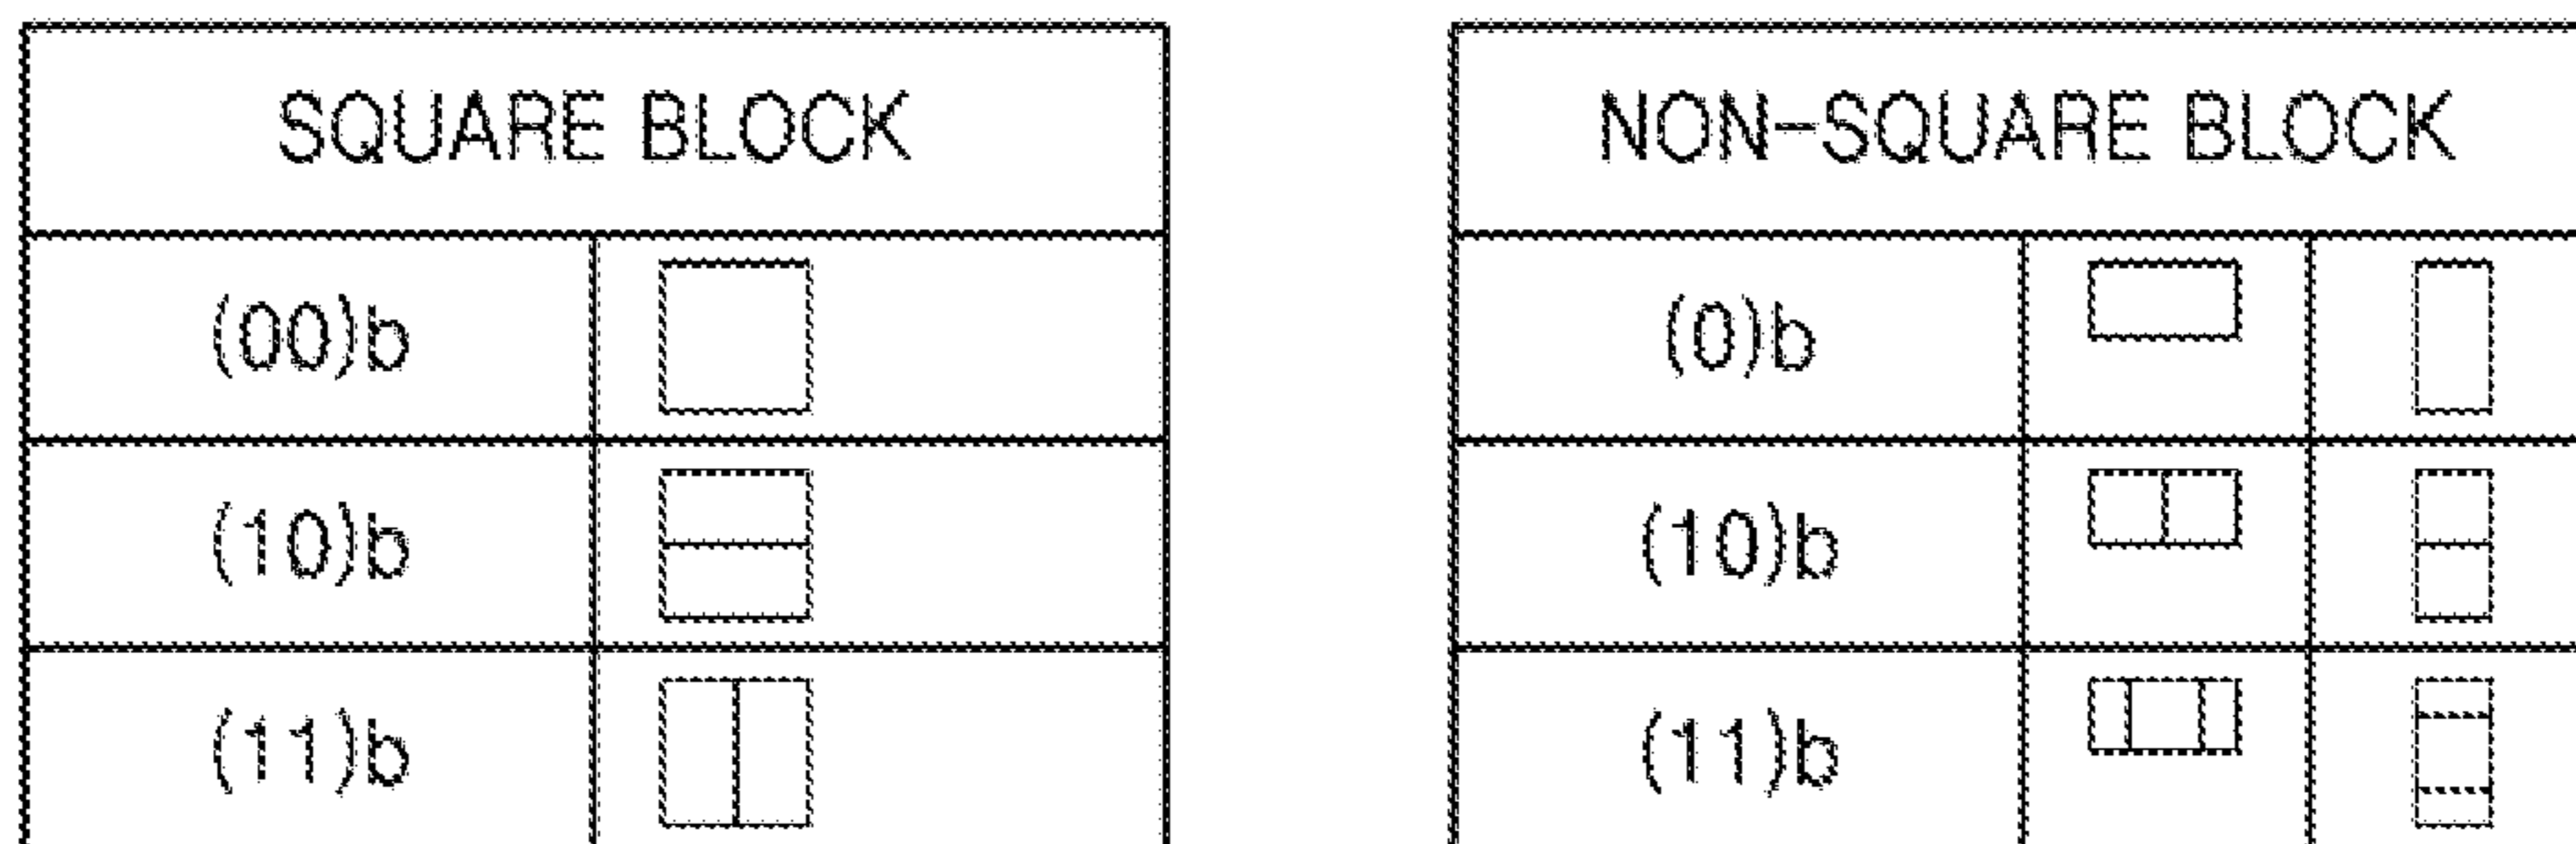 SQUARE BLOCK
(00)b
(10)b
(11)b
NON-SQUARE BLOCK
(0)b
(10)b
(11)b